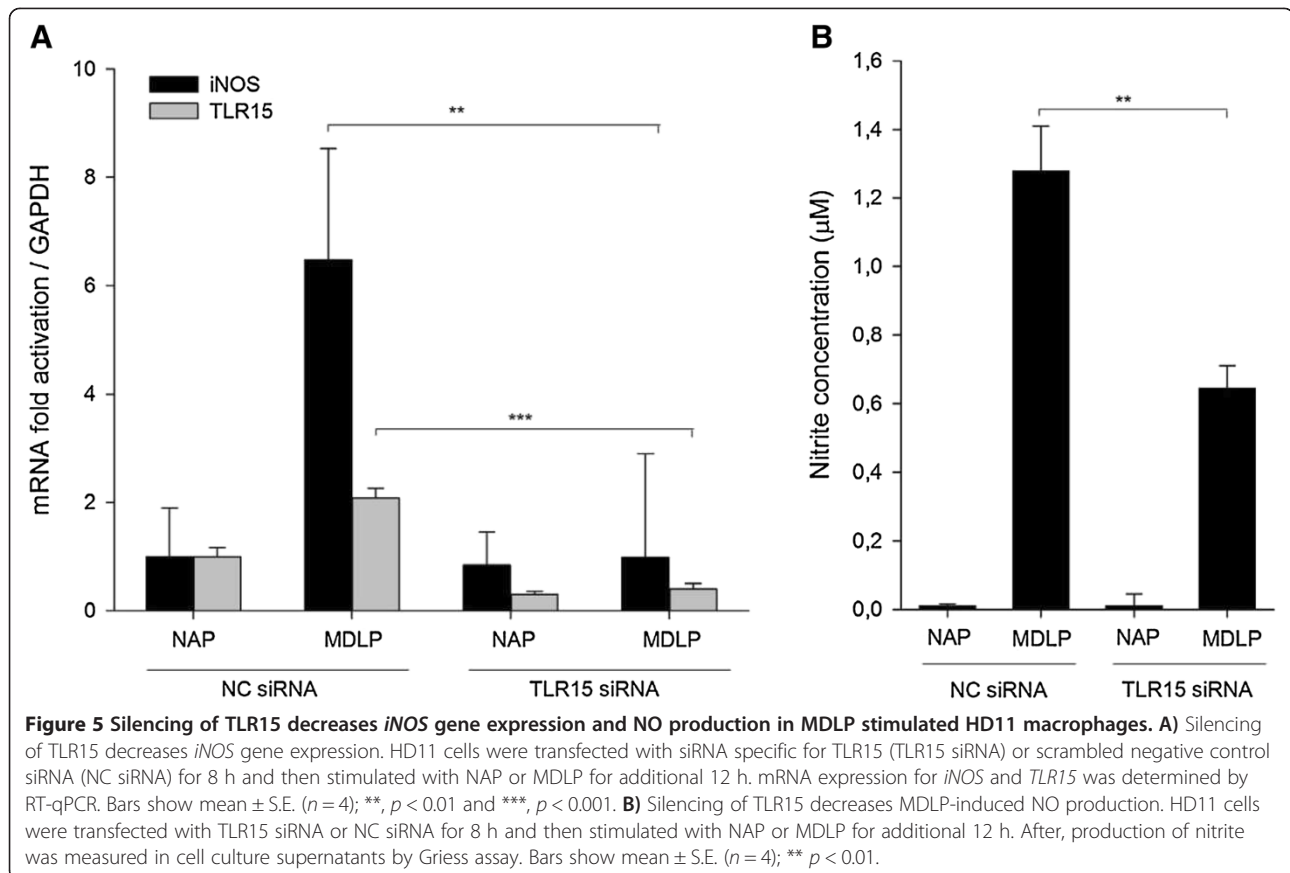 A
10
8
6
4
2
0
mRNA fold activation / GAPDH
iNOS
TLR15
**
***
NAP MDLP NAP MDLP
NC siRNA TLR15 siRNA
B
1,6
1,4
1,2
1,0
0,8
0,6
0,4
0,2
0,0
Nitrite concentration (μM)
**
NAP MDLP NAP MDLP
NC siRNA TLR15 siRNA
Figure 5 Silencing of TLR15 decreases iNOS gene expression and NO production in MDLP stimulated HD11 macrophages. A) Silencing
of TLR15 decreases iNOS gene expression. HD11 cells were transfected with siRNA specific for TLR15 (TLR15 siRNA) or scrambled negative control
siRNA (NC siRNA) for 8 h and then stimulated with NAP or MDLP for additional 12 h. mRNA expression for iNOS and TLR15 was determined by
RT-qPCR. Bars show mean ± S.E. (n = 4); **, p < 0.01 and ***, p < 0.001. B) Silencing of TLR15 decreases MDLP-induced NO production. HD11 cells
were transfected with TLR15 siRNA or NC siRNA for 8 h and then stimulated with NAP or MDLP for additional 12 h. After, production of nitrite
was measured in cell culture supernatants by Griess assay. Bars show mean ± S.E. (n = 4); ** p < 0.01.